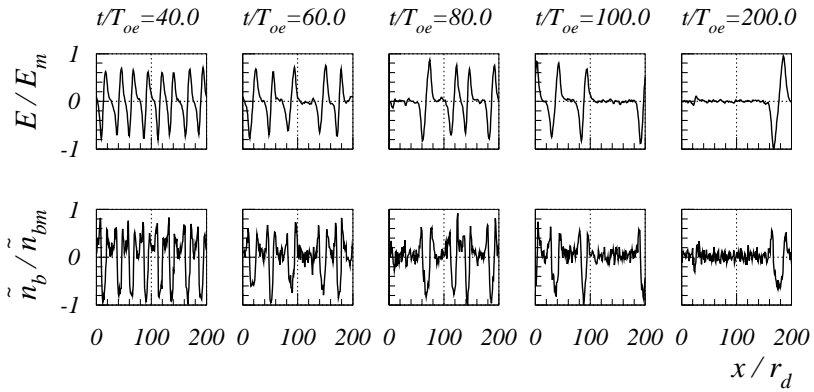 t/T_oe=40.0 t/T_oe=60.0 t/T_oe=80.0 t/T_oe=100.0 t/T_oe=200.0
E / E_m
1
0
-1
ñ_b / ñ_bm
1
0
-1
0 100 200 0 100 200 0 100 200 0 100 200 0 100 200
x / r_d